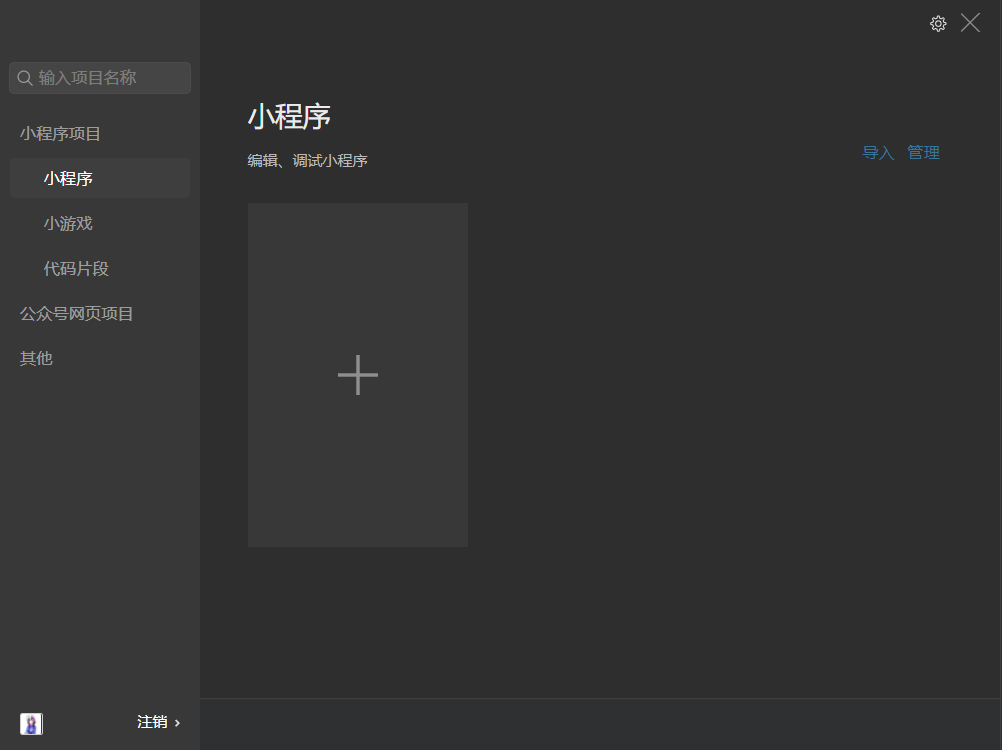 输入项目名称
小程序项目
小程序
小游戏
代码片段
公众号网页项目
其他
注销
小程序
编辑、调试小程序
导入 管理